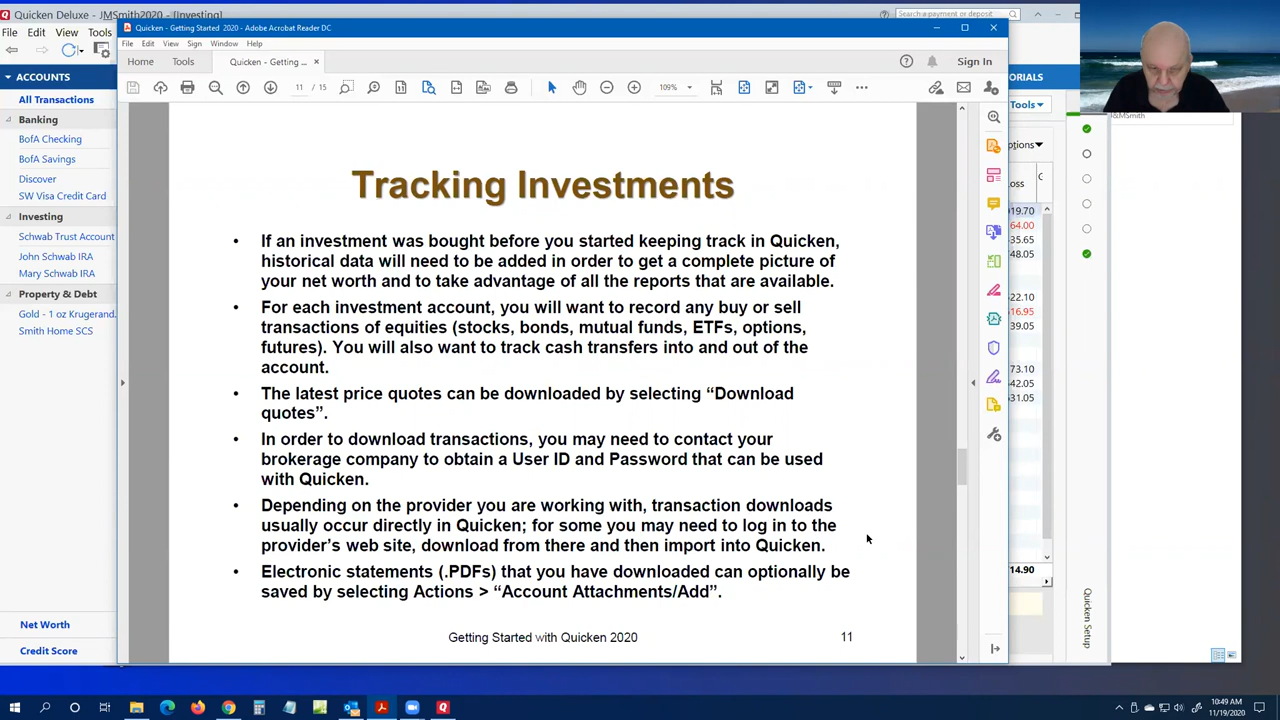 Quicken Deluxe - JMSmith2020 - [Investing]
Search a payment or deposit
File Edit View Tools
ACCOUNTS
All Transactions
Banking
BofA Checking
BofA Savings
Discover
SW Visa Credit Card
Investing
Schwab Trust Account
John Schwab IRA
Mary Schwab IRA
Property & Debt
Gold - 1 oz Krugerand
Smith Home SCS
Net Worth
Credit Score
Quicken - Getting Started 2020 - Adobe Acrobat Reader DC
File Edit View Sign Window Help
Home Tools Quicken - Getting ... × Sign In
11 / 15 109%
Tracking Investments
• If an investment was bought before you started keeping track in Quicken,
historical data will need to be added in order to get a complete picture of
your net worth and to take advantage of all the reports that are available.
• For each investment account, you will want to record any buy or sell
transactions of equities (stocks, bonds, mutual funds, ETFs, options,
futures). You will also want to track cash transfers into and out of the
account.
• The latest price quotes can be downloaded by selecting “Download
quotes”.
• In order to download transactions, you may need to contact your
brokerage company to obtain a User ID and Password that can be used
with Quicken.
• Depending on the provider you are working with, transaction downloads
usually occur directly in Quicken; for some you may need to log in to the
provider’s web site, download from there and then import into Quicken.
• Electronic statements (.PDFs) that you have downloaded can optionally be
saved by selecting Actions > “Account Attachments/Add”.
Getting Started with Quicken 2020 11
ORIALS
Tools
J&MSmith
ptions
oss
919.70
64.00
35.65
48.05
22.10
16.95
39.05
73.10
42.05
31.05
14.90
Quicken Setup
10:49 AM
11/19/2020